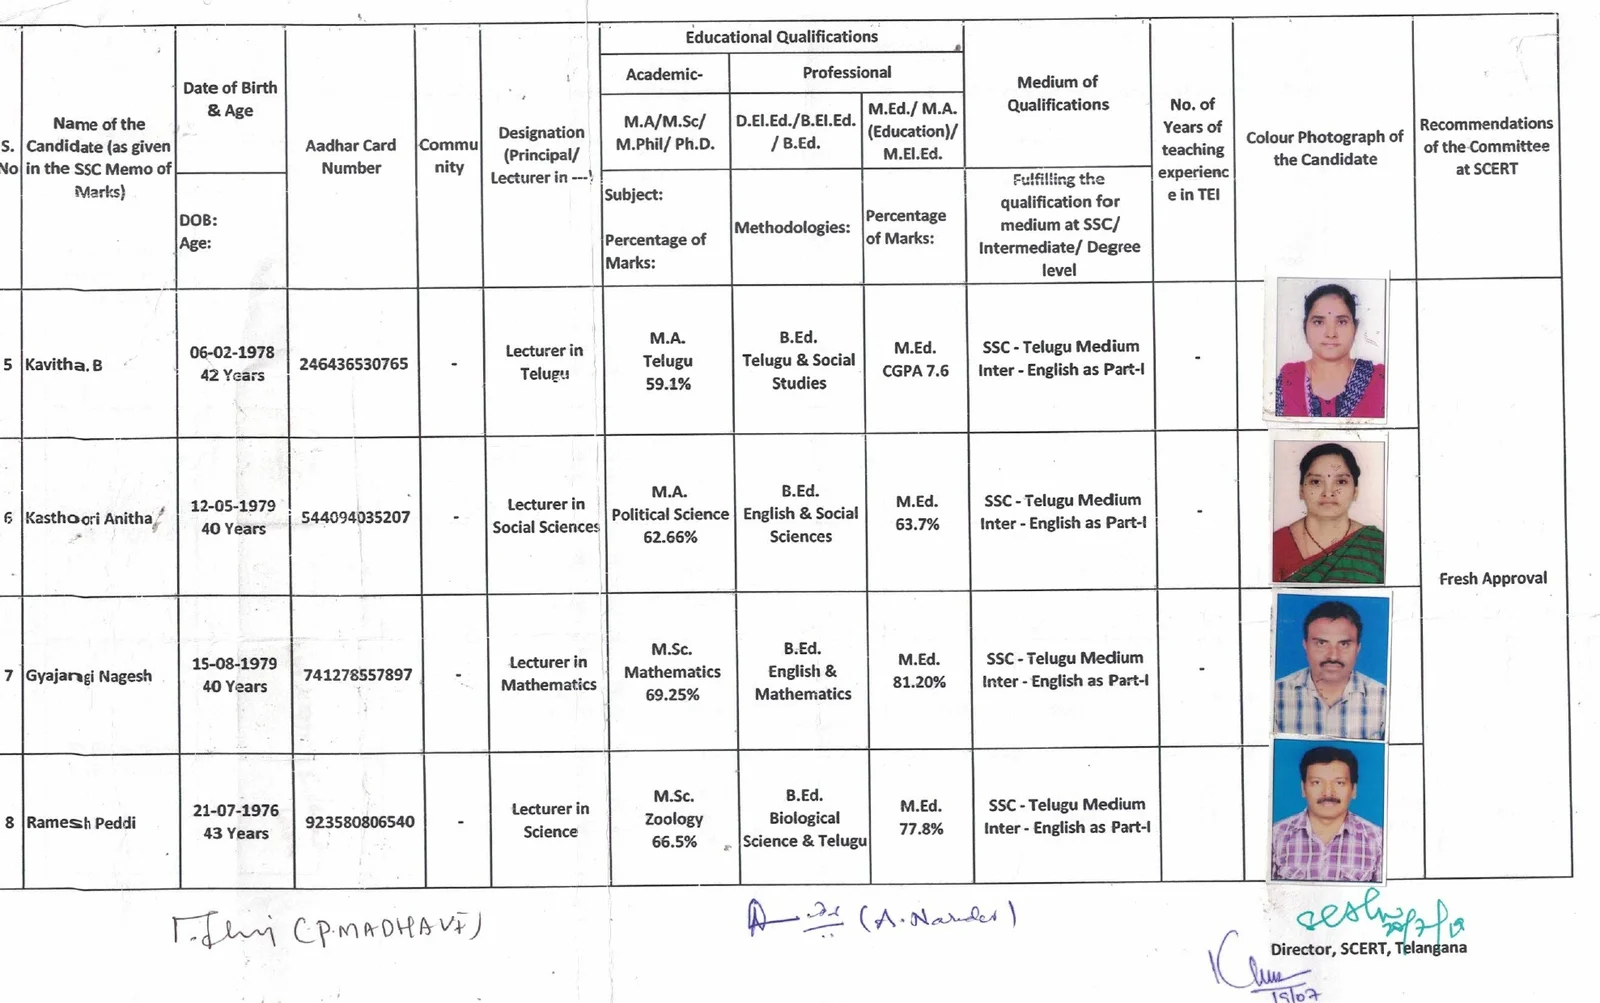 S. No
Name of the Candidate (as given in the SSC Memo of Marks)
Date of Birth & Age
DOB:
Age:
Aadhar Card Number
Commu nity
Designation (Principal/ Lecturer in ---)
Educational Qualifications
Academic-
Professional
M.A/M.Sc/ M.Phil/ Ph.D.
D.El.Ed./B.El.Ed. / B.Ed.
M.Ed./ M.A. (Education)/ M.El.Ed.
Subject:
Percentage of Marks:
Methodologies:
Percentage of Marks:
Medium of Qualifications
Fulfilling the qualification for medium at SSC/ Intermediate/ Degree level
No. of Years of teaching experienc e in TEI
Colour Photograph of the Candidate
Recommendations of the Committee at SCERT
5
Kavitha. B
06-02-1978
42 Years
246436530765
-
Lecturer in Telugu
M.A.
Telugu
59.1%
B.Ed.
Telugu & Social Studies
M.Ed.
CGPA 7.6
SSC - Telugu Medium
Inter - English as Part-I
-
6
Kasthoori Anitha
12-05-1979
40 Years
544094035207
-
Lecturer in Social Sciences
M.A.
Political Science
62.66%
B.Ed.
English & Social Sciences
M.Ed.
63.7%
SSC - Telugu Medium
Inter - English as Part-I
-
Fresh Approval
7
Gyajangi Nagesh
15-08-1979
40 Years
741278557897
-
Lecturer in Mathematics
M.Sc.
Mathematics
69.25%
B.Ed.
English & Mathematics
M.Ed.
81.20%
SSC - Telugu Medium
Inter - English as Part-I
-
8
Ramesh Peddi
21-07-1976
43 Years
923580806540
-
Lecturer in Science
M.Sc.
Zoology
66.5%
B.Ed.
Biological Science & Telugu
M.Ed.
77.8%
SSC - Telugu Medium
Inter - English as Part-I
(P.MADHAVI)
(A. Narender)
Director, SCERT, Telangana
19/07